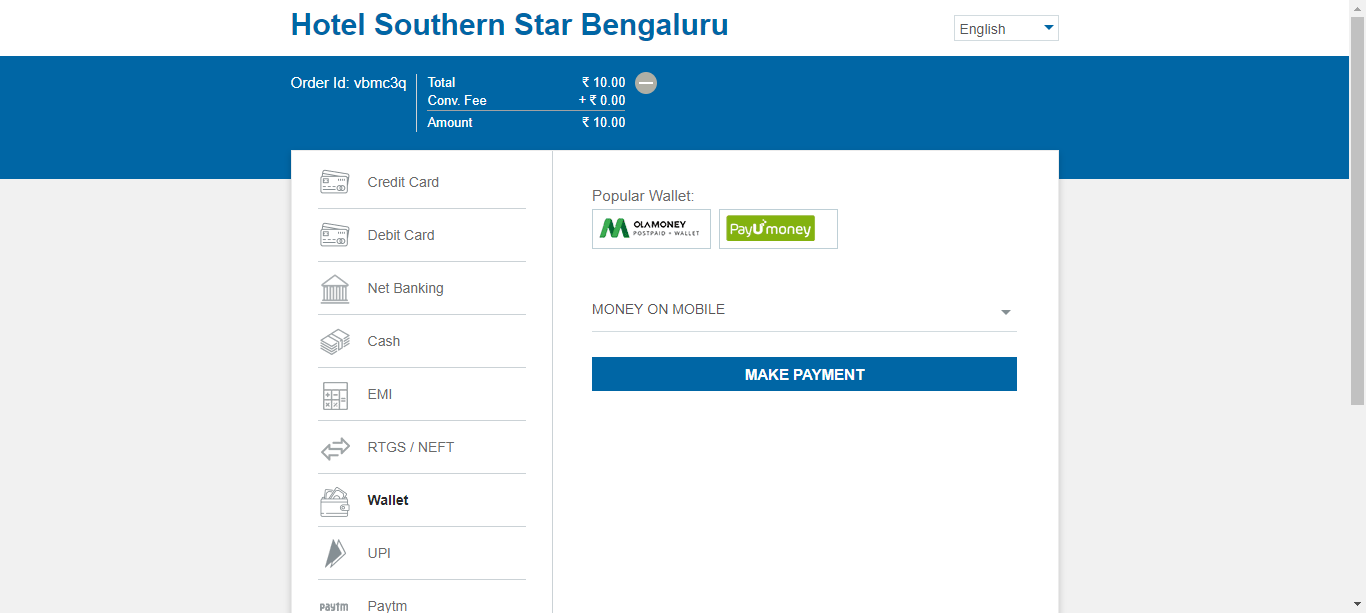 Hotel Southern Star Bengaluru
English
Order Id: vbmc3q
Total ₹ 10.00
Conv. Fee + ₹ 0.00
Amount ₹ 10.00
Credit Card
Debit Card
Net Banking
Cash
EMI
RTGS / NEFT
Wallet
UPI
paytm Paytm
Popular Wallet:
OLAMONEY
POSTPAID + WALLET
PayUmoney
MONEY ON MOBILE
MAKE PAYMENT